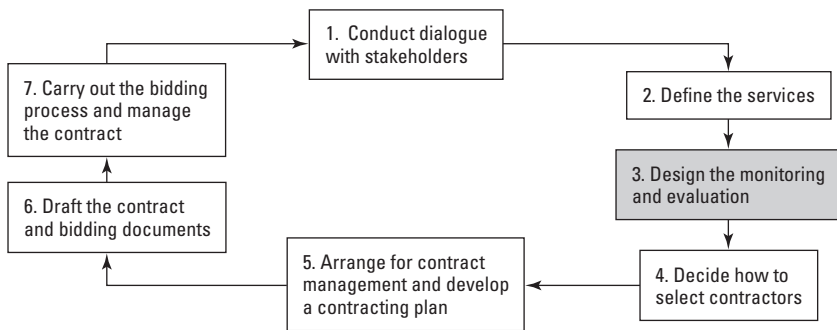 1. Conduct dialogue
with stakeholders
2. Define the services
3. Design the monitoring
and evaluation
4. Decide how to
select contractors
5. Arrange for contract
management and develop
a contracting plan
6. Draft the contract
and bidding documents
7. Carry out the bidding
process and manage
the contract